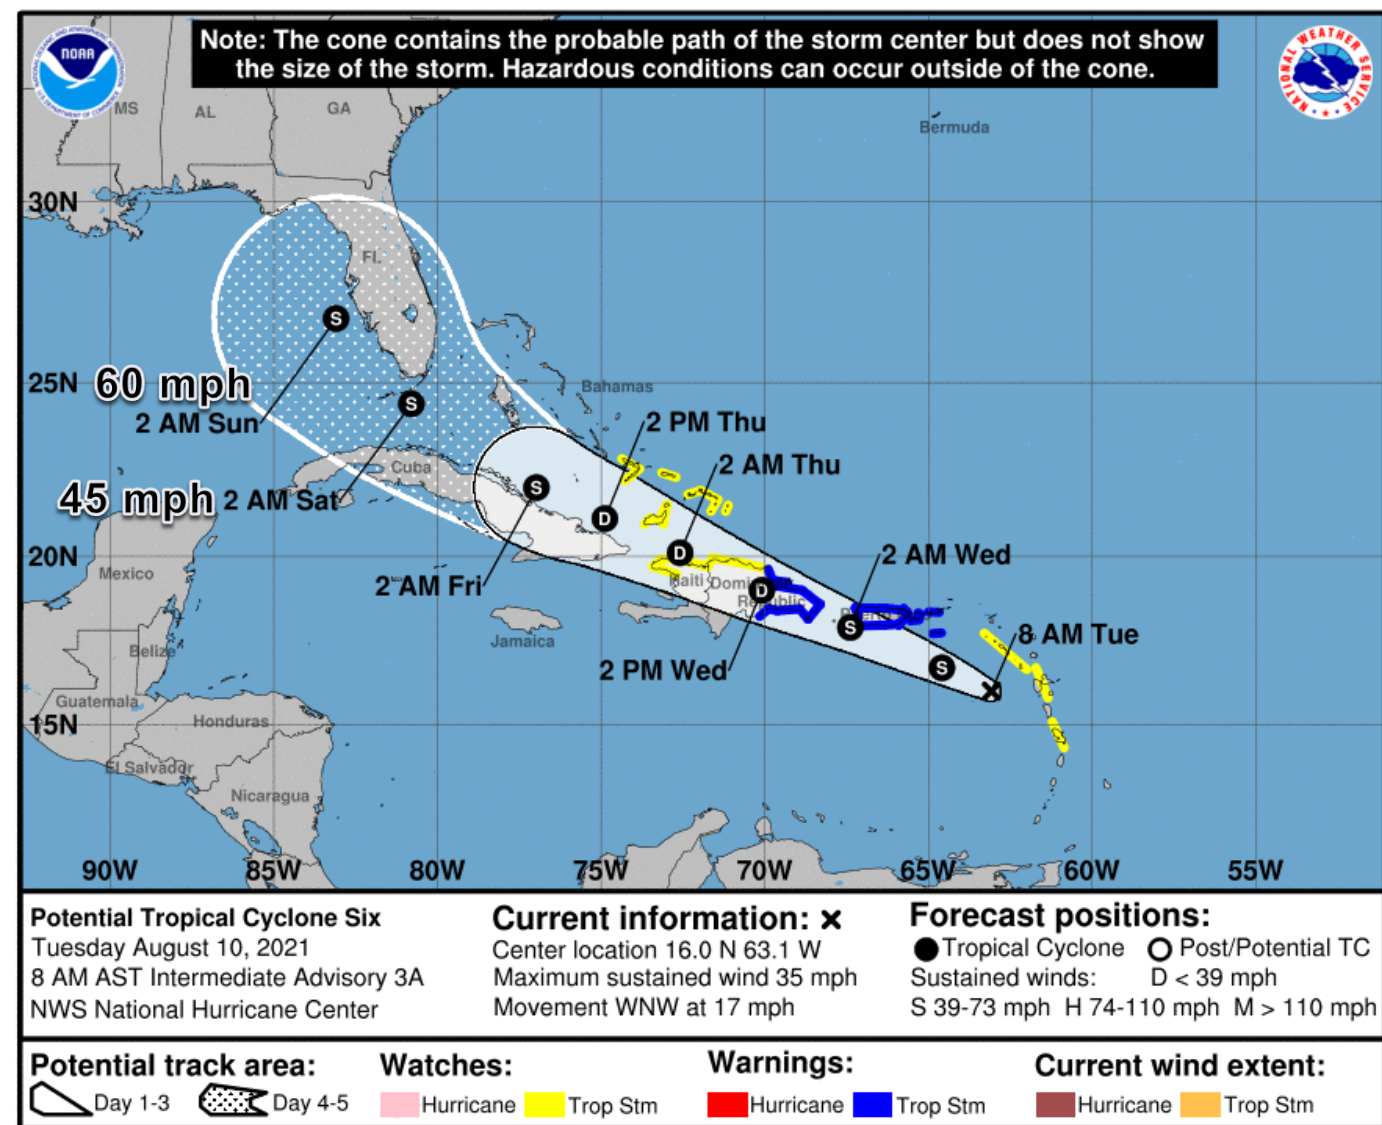 Note: The cone contains the probable path of the storm center but does not show
the size of the storm. Hazardous conditions can occur outside of the cone.
NOAA
NATIONAL WEATHER SERVICE
MS
AL
GA
Bermuda
30N
FL
25N
60 mph
2 AM Sun
Bahamas
2 PM Thu
2 AM Thu
Cuba
45 mph
2 AM Sat
S
S
S
D
D
D
S
S
20N
2 AM Wed
Mexico
2 AM Fri
Haiti
Republic
Jamaica
8 AM Tue
Belize
2 PM Wed
Guatemala
15N
Honduras
El Salvador
Nicaragua
90W
85W
80W
75W
70W
65W
60W
55W
Potential Tropical Cyclone Six
Tuesday August 10, 2021
8 AM AST Intermediate Advisory 3A
NWS National Hurricane Center
Current information: x
Center location 16.0 N 63.1 W
Maximum sustained wind 35 mph
Movement WNW at 17 mph
Forecast positions:
Tropical Cyclone Post/Potential TC
Sustained winds: D < 39 mph
S 39-73 mph H 74-110 mph M > 110 mph
Potential track area:
Day 1-3 Day 4-5
Watches:
Hurricane Trop Stm
Warnings:
Hurricane Trop Stm
Current wind extent:
Hurricane Trop Stm